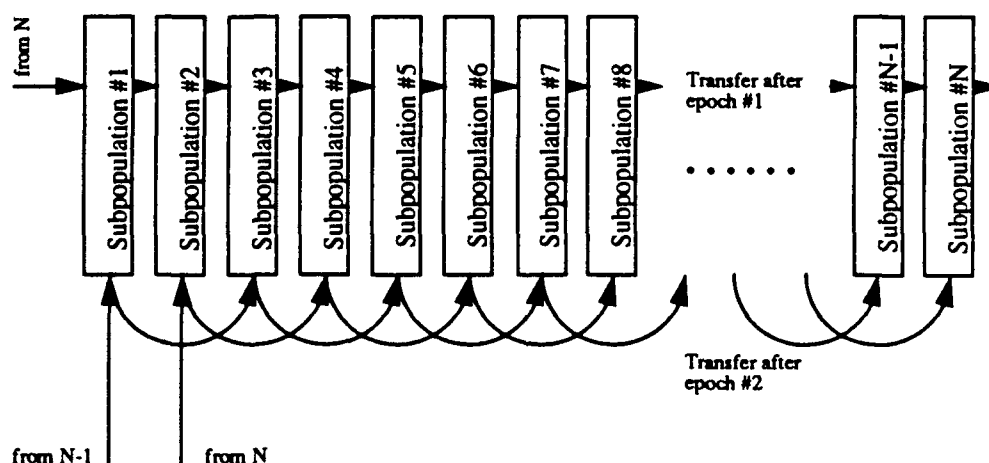 from N
Subpopulation #1
Subpopulation #2
Subpopulation #3
Subpopulation #4
Subpopulation #5
Subpopulation #6
Subpopulation #7
Subpopulation #8
Transfer after
epoch #1
. . . . . .
Subpopulation #N-1
Subpopulation #N
Transfer after
epoch #2
from N-1
from N